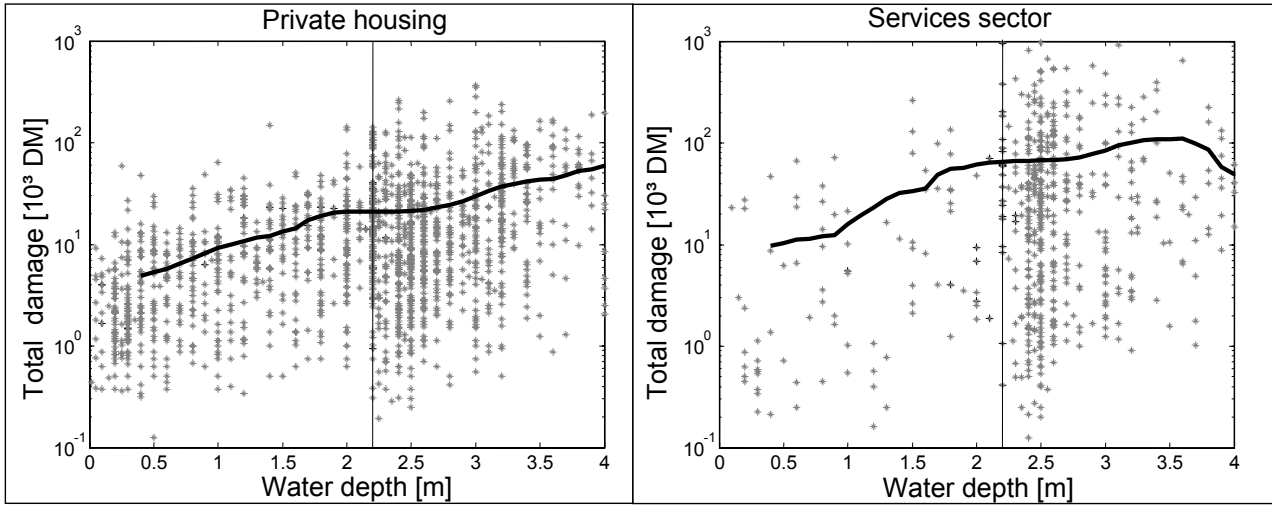 Private housing
Total damage [10³ DM]
10³
10²
10¹
10⁰
10⁻¹
0 0.5 1 1.5 2 2.5 3 3.5 4
Water depth [m]
Services sector
Total damage [10³ DM]
10³
10²
10¹
10⁰
10⁻¹
0 0.5 1 1.5 2 2.5 3 3.5 4
Water depth [m]